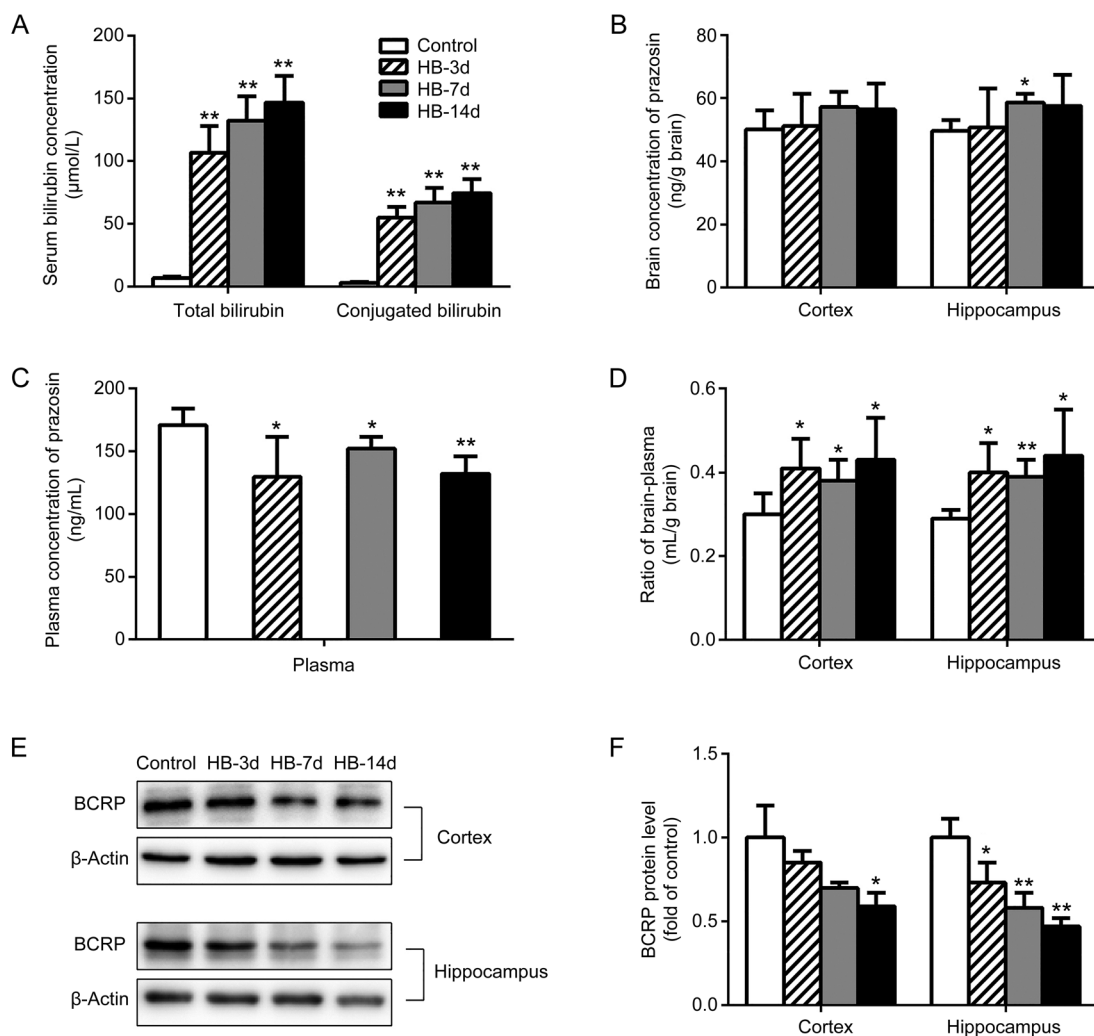 A
Serum bilirubin concentration
(μmol/L)
200
150
100
50
0
Control
HB-3d
HB-7d
HB-14d
** ** **
** ** **
Total bilirubin Conjugated bilirubin
B
Brain concentration of prazosin
(ng/g brain)
80
60
40
20
0
*
Cortex Hippocampus
C
Plasma concentration of prazosin
(ng/mL)
200
150
100
50
0
* * **
Plasma
D
Ratio of brain-plasma
(mL/g brain)
0.6
0.4
0.2
0.0
* * *
* ** *
Cortex Hippocampus
E
Control HB-3d HB-7d HB-14d
BCRP
β-Actin
Cortex
BCRP
β-Actin
Hippocampus
F
BCRP protein level
(fold of control)
1.5
1.0
0.5
0.0
*
* ** **
Cortex Hippocampus